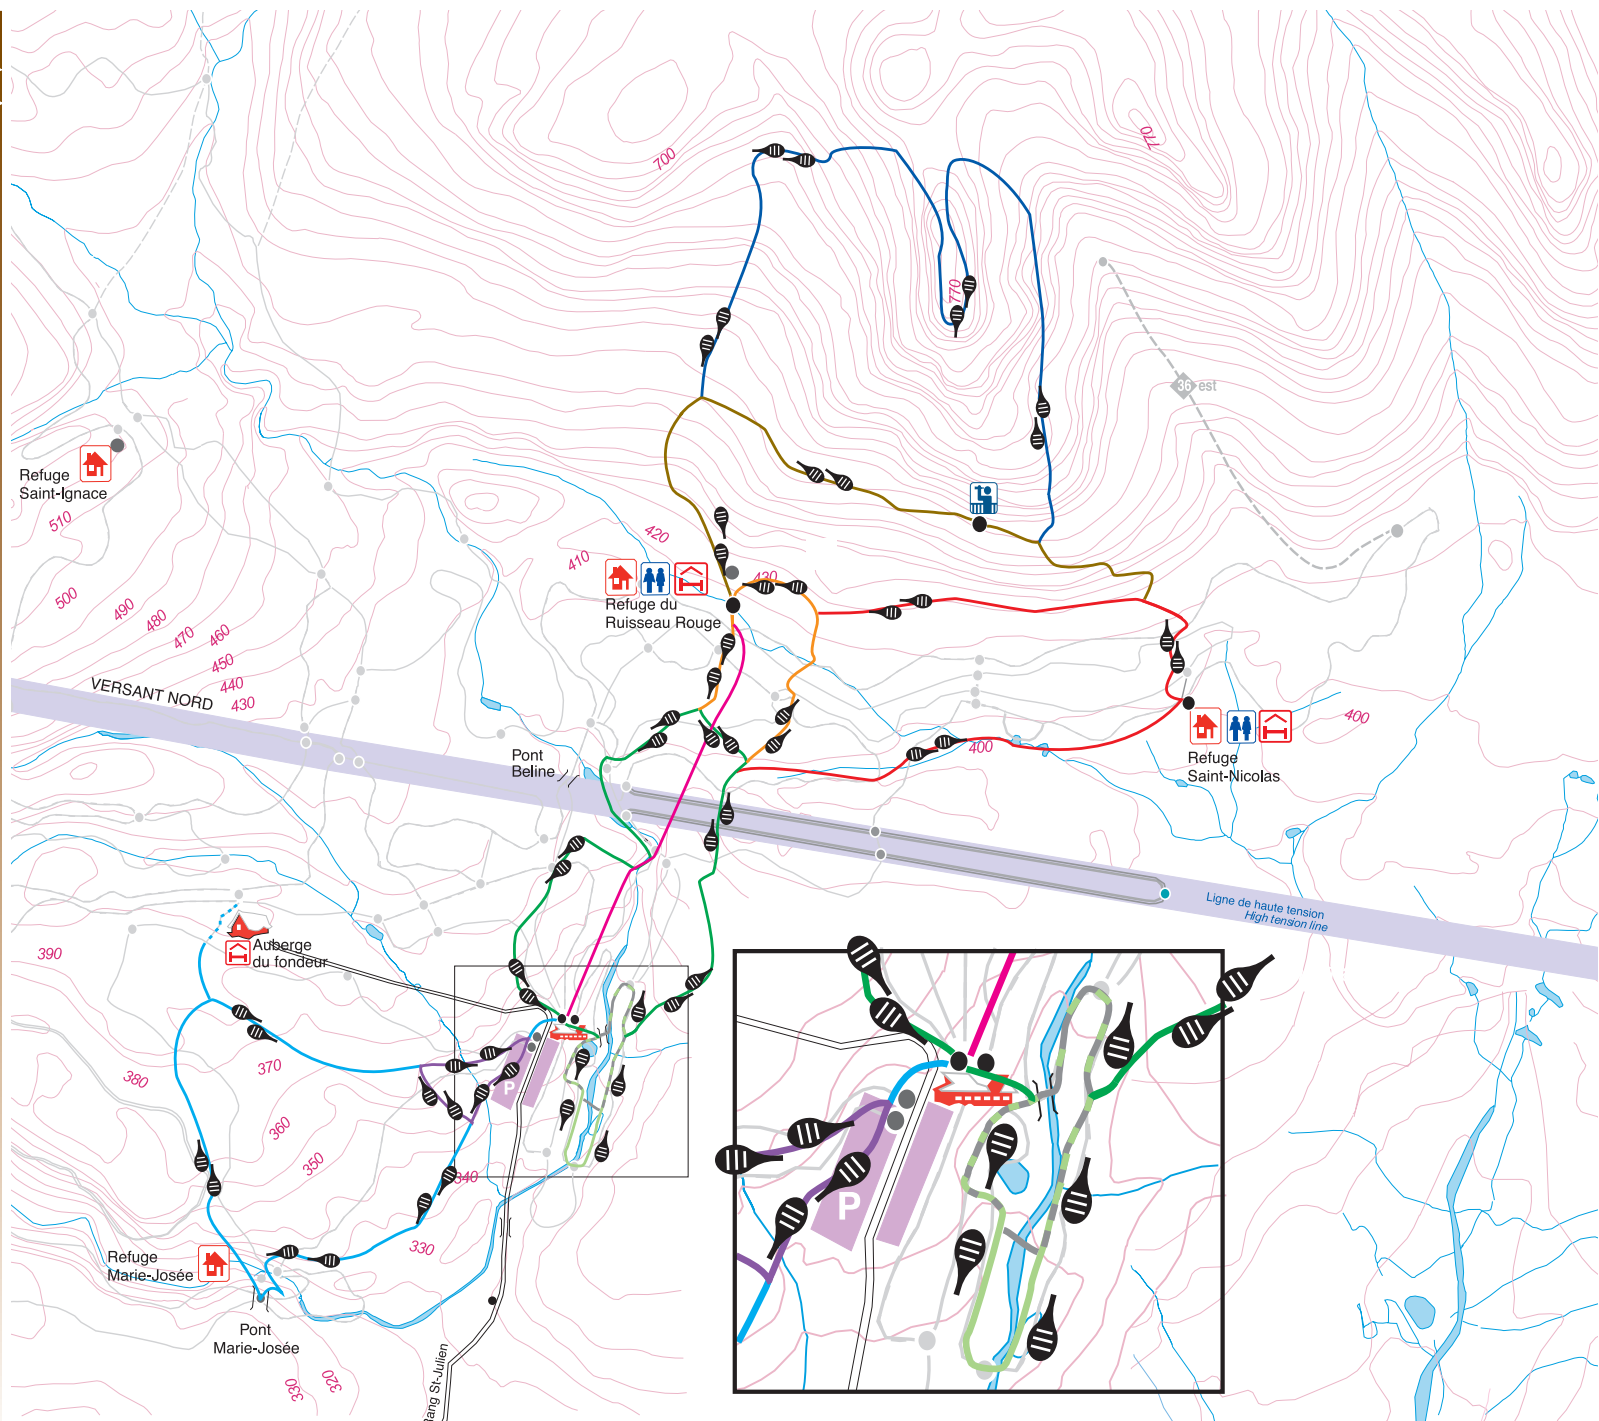 700
770
770
36 est
Refuge
Saint-Ignace
510
420
410
430
Refuge du
Ruisseau Rouge
500
490
480
470
460
450
440
430
VERSANT NORD
Pont
Beline
400
400
Refuge
Saint-Nicolas
Ligne de haute tension
High tension line
390
Auberge
du fondeur
370
380
360
350
340
330
P
P
Refuge
Marie-Josée
Pont
Marie-Josée
330
320
Rang St-Julien